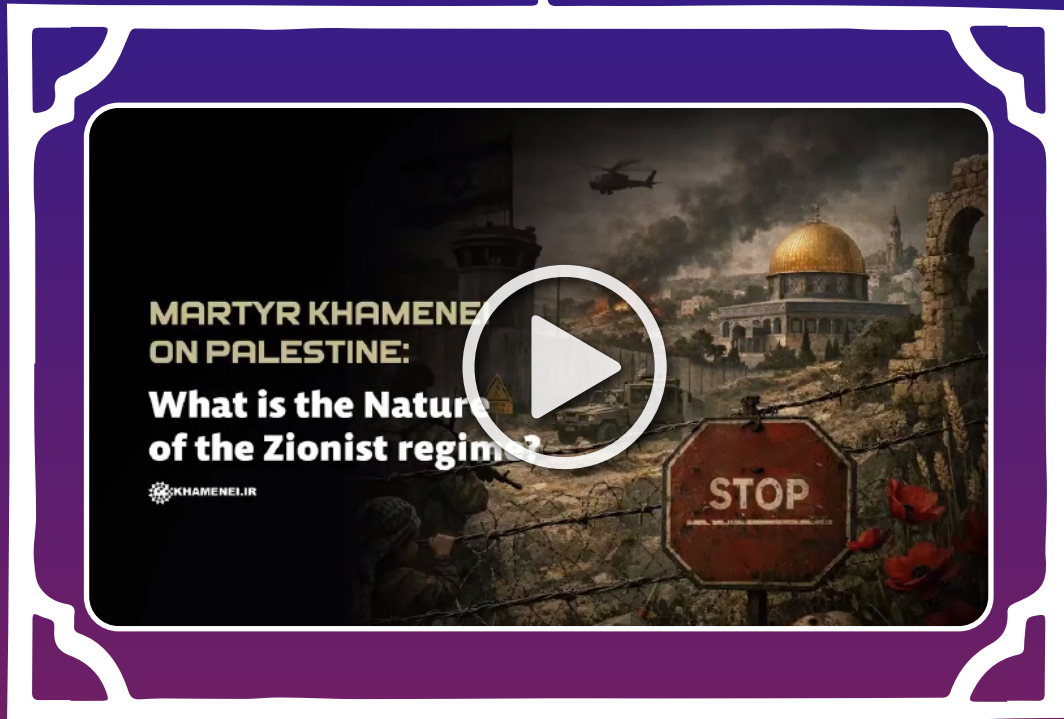 MARTYR KHAMENEI
ON PALESTINE:
What is the Nature
of the Zionist regime?
KHAMENEI.IR
STOP